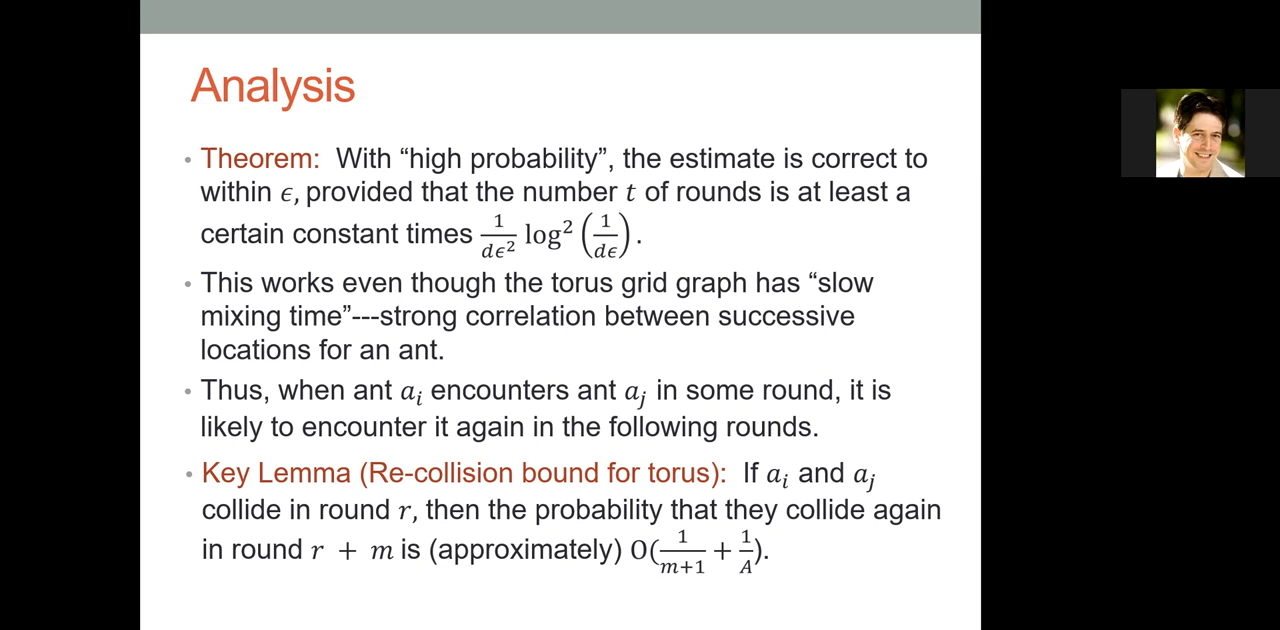 Analysis
• Theorem: With “high probability”, the estimate is correct to
within ϵ, provided that the number t of rounds is at least a
certain constant times 1/(dϵ²) log² (1/(dϵ)).
• This works even though the torus grid graph has “slow
mixing time”---strong correlation between successive
locations for an ant.
• Thus, when ant aᵢ encounters ant aⱼ in some round, it is
likely to encounter it again in the following rounds.
• Key Lemma (Re-collision bound for torus): If aᵢ and aⱼ
collide in round r, then the probability that they collide again
in round r + m is (approximately) O(1/(m+1) + 1/A).